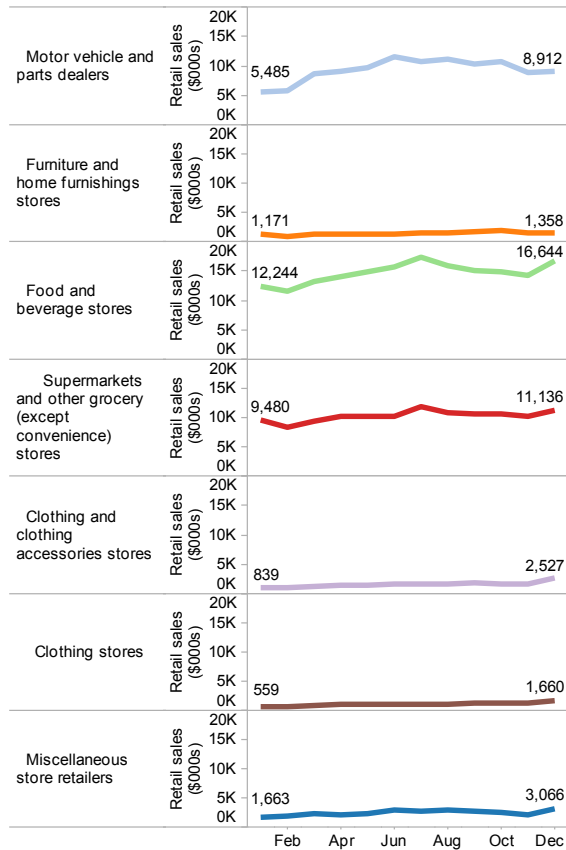 Motor vehicle and
parts dealers
Retail sales
($000s)
20K
15K
10K
5K
0K
5,485
8,912
Furniture and
home furnishings
stores
Retail sales
($000s)
20K
15K
10K
5K
0K
1,171
1,358
Food and
beverage stores
Retail sales
($000s)
20K
15K
10K
5K
0K
12,244
16,644
Supermarkets
and other grocery
(except
convenience)
stores
Retail sales
($000s)
20K
15K
10K
5K
0K
9,480
11,136
Clothing and
clothing
accessories stores
Retail sales
($000s)
20K
15K
10K
5K
0K
839
2,527
Clothing stores
Retail sales
($000s)
20K
15K
10K
5K
0K
559
1,660
Miscellaneous
store retailers
Retail sales
($000s)
20K
15K
10K
5K
0K
1,663
3,066
Feb Apr Jun Aug Oct Dec